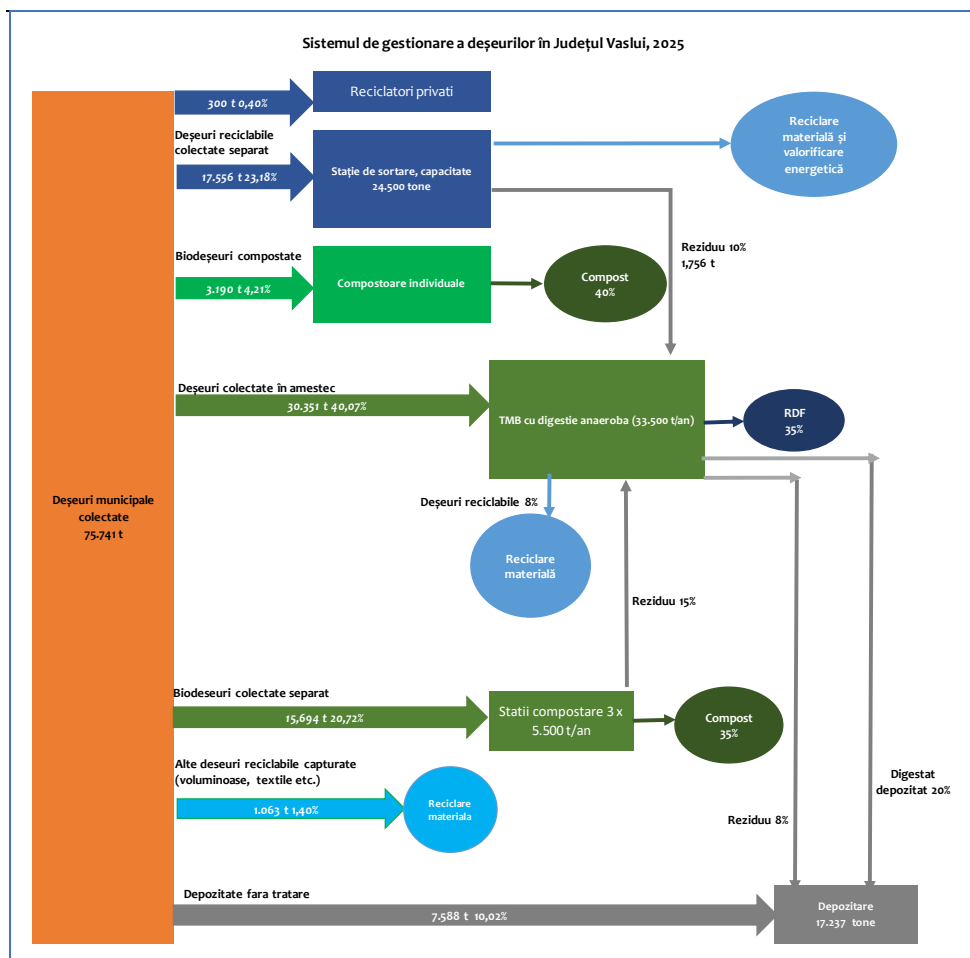 Sistemul de gestionare a deșeurilor în Județul Vaslui, 2025
300 t 0,40%
Reciclatori privati
Deșeuri reciclabile
colectate separat
17.556 t 23,18%
Stație de sortare, capacitate
24.500 tone
Reciclare
materială și
valorificare
energetică
Reziduu 10%
1,756 t
Biodeșeuri compostate
3.190 t 4,21%
Compostoare individuale
Compost
40%
Deșeuri colectate în amestec
30.351 t 40,07%
TMB cu digestie anaeroba (33.500 t/an)
RDF
35%
Deșeuri municipale
colectate
75.741 t
Deșeuri reciclabile 8%
Reciclare
materială
Reziduu 15%
Biodeseuri colectate separat
15,694 t 20,72%
Statii compostare 3 x
5.500 t/an
Compost
35%
Alte deseuri reciclabile capturate
(voluminoase, textile etc.)
1.063 t 1,40%
Reciclare
materiala
Digestat
depozitat 20%
Reziduu 8%
Depozitate fara tratare
7.588 t 10,02%
Depozitare
17.237 tone